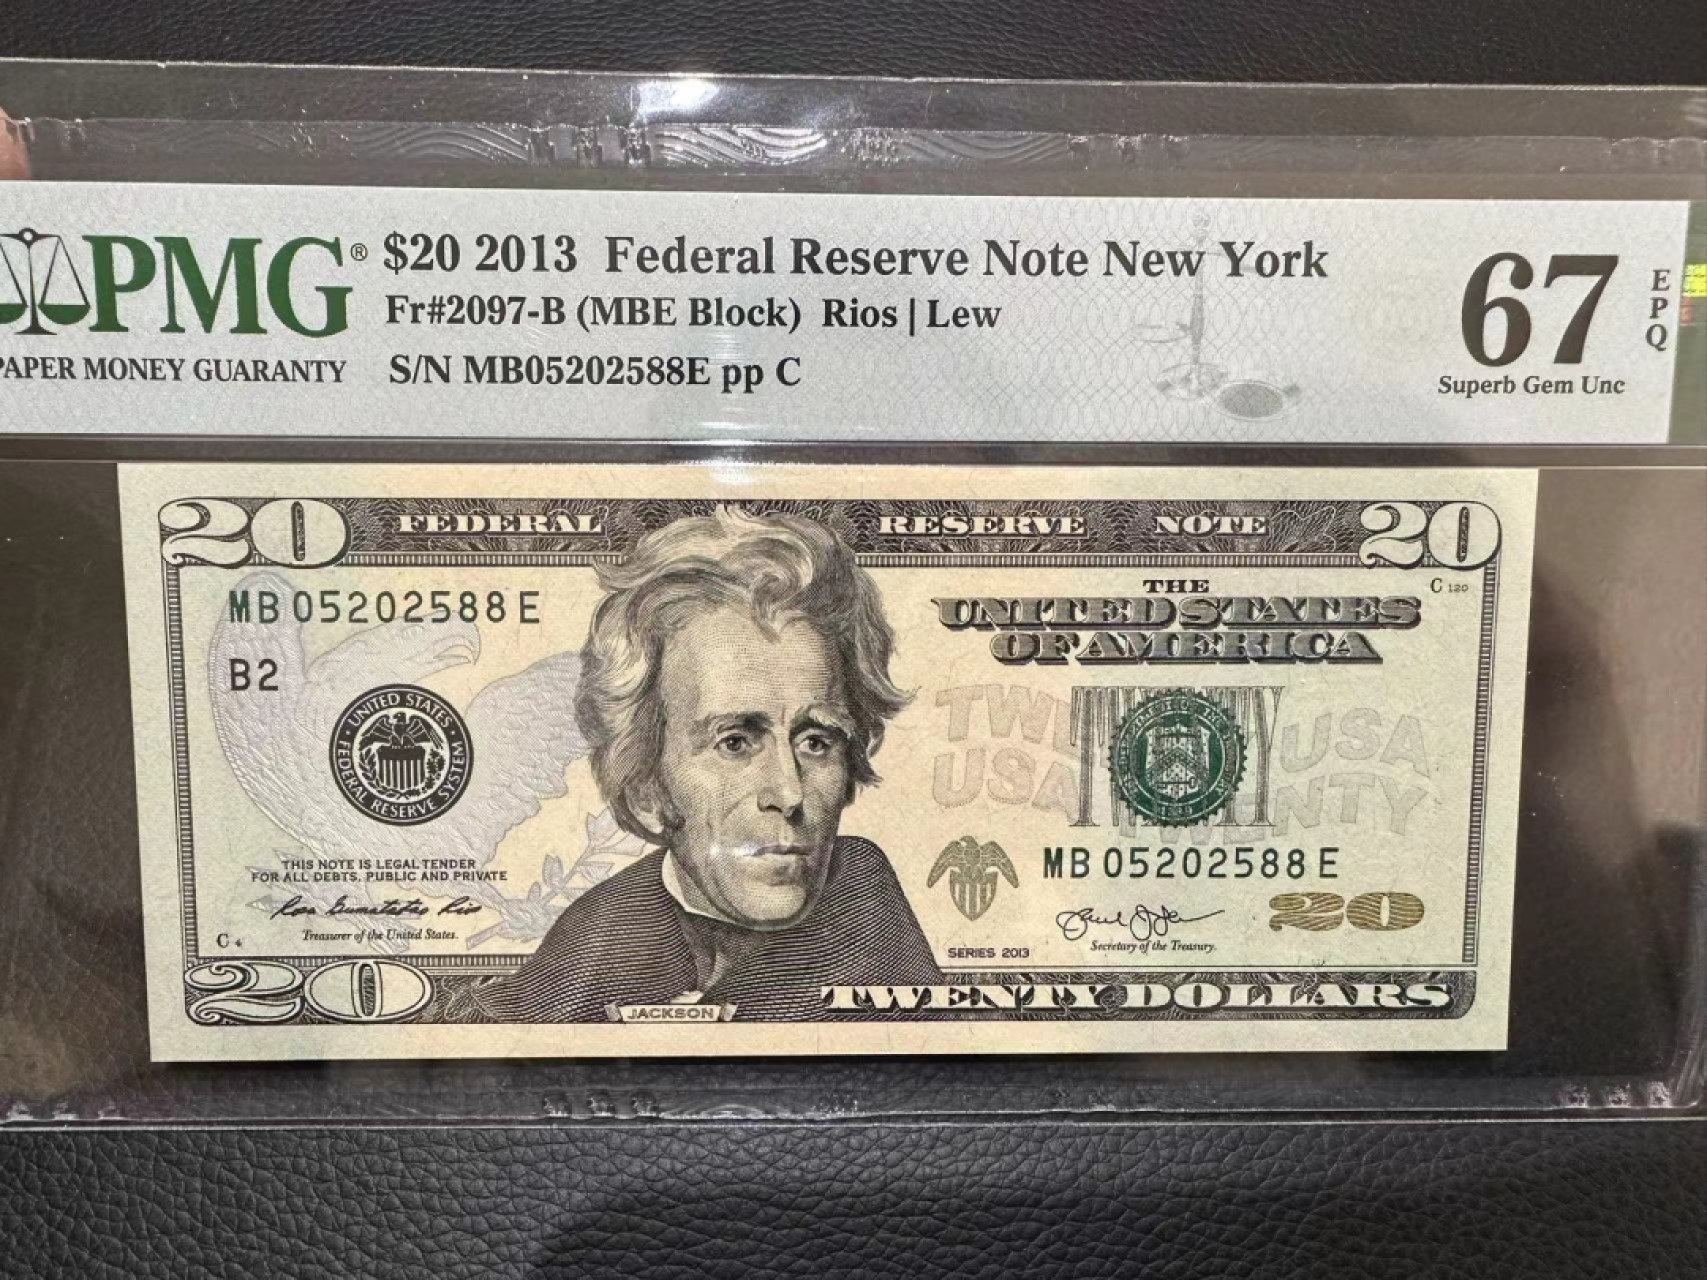 PMG®
PAPER MONEY GUARANTY
$20 2013 Federal Reserve Note New York
Fr#2097-B (MBE Block) Rios | Lew
S/N MB05202588E pp C
67
EPQ
Superb Gem Unc
20 FEDERAL RESERVE NOTE 20
C 120
THE
UNITED STATES
OF AMERICA
MB 05202588 E
B2
UNITED STATES
FEDERAL RESERVE SYSTEM
TWENTY USA
USA TWENTY
MB 05202588 E
THIS NOTE IS LEGAL TENDER
FOR ALL DEBTS, PUBLIC AND PRIVATE
Rosa Gumataotao Rios
Treasurer of the United States.
C 4
SERIES 2013
Secretary of the Treasury.
20
20
JACKSON
TWENTY DOLLARS